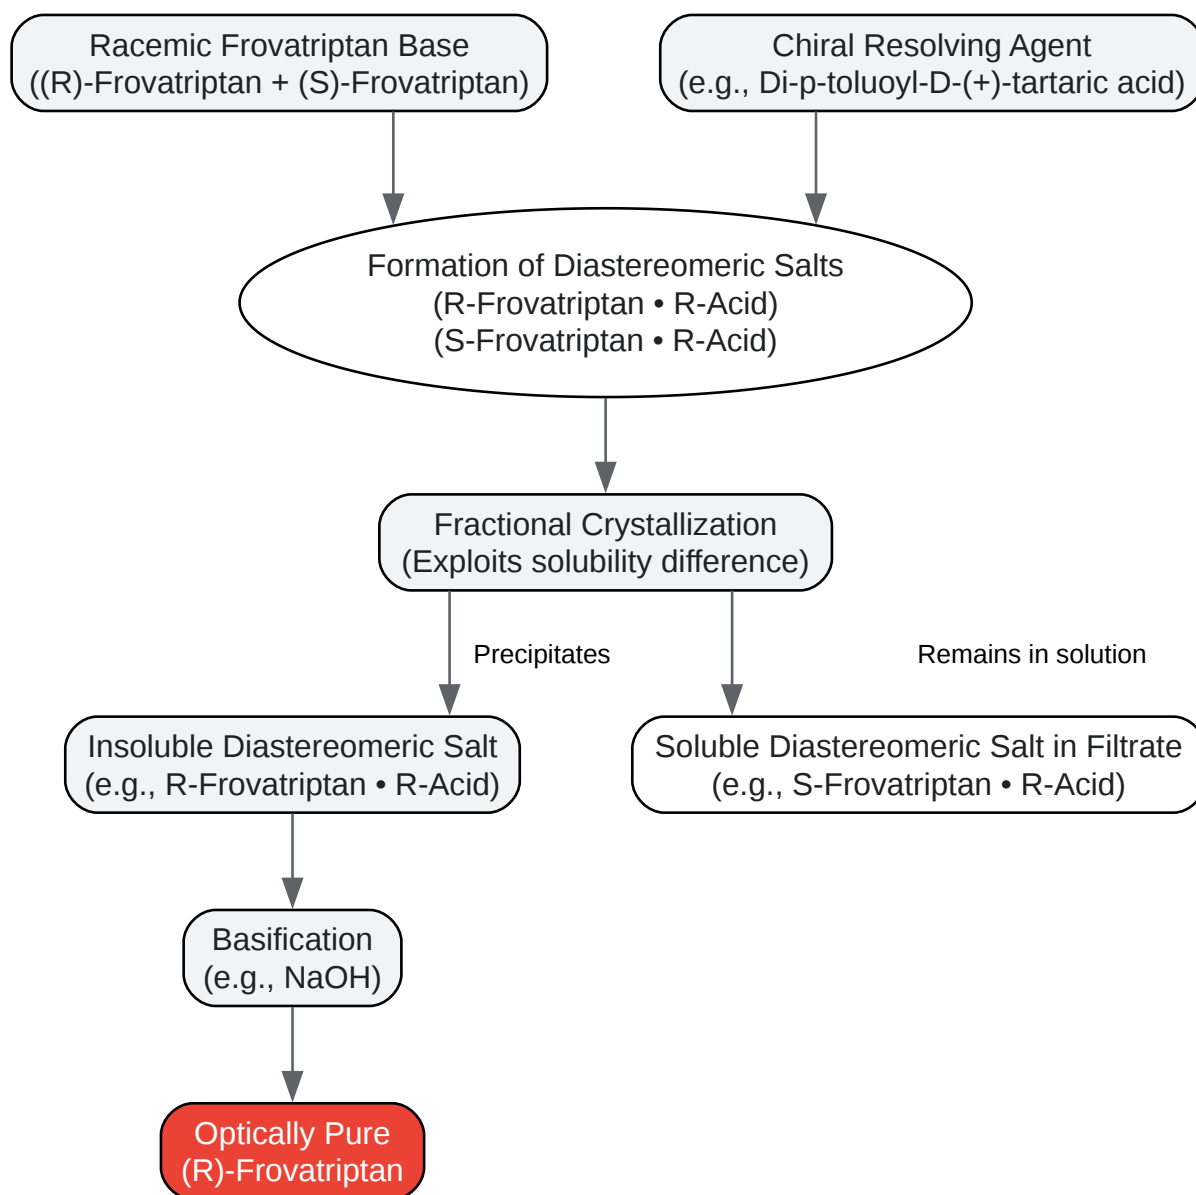 Racemic Frovatriptan Base
((R)-Frovatriptan + (S)-Frovatriptan)
Chiral Resolving Agent
(e.g., Di-p-toluoyl-D-(+)-tartaric acid)
Formation of Diastereomeric Salts
(R-Frovatriptan • R-Acid)
(S-Frovatriptan • R-Acid)
Fractional Crystallization
(Exploits solubility difference)
Precipitates
Remains in solution
Insoluble Diastereomeric Salt
(e.g., R-Frovatriptan • R-Acid)
Soluble Diastereomeric Salt in Filtrate
(e.g., S-Frovatriptan • R-Acid)
Basification
(e.g., NaOH)
Optically Pure
(R)-Frovatriptan